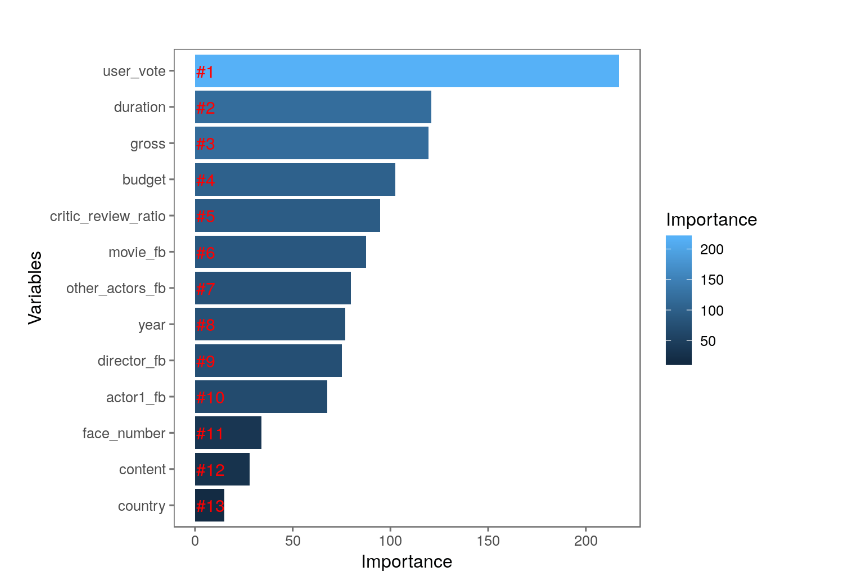 user_vote #1
duration #2
gross #3
budget #4
critic_review_ratio #5
movie_fb #6
other_actors_fb #7
year #8
director_fb #9
actor1_fb #10
face_number #11
content #12
country #13
Variables
0 50 100 150 200
Importance
Importance
200
150
100
50